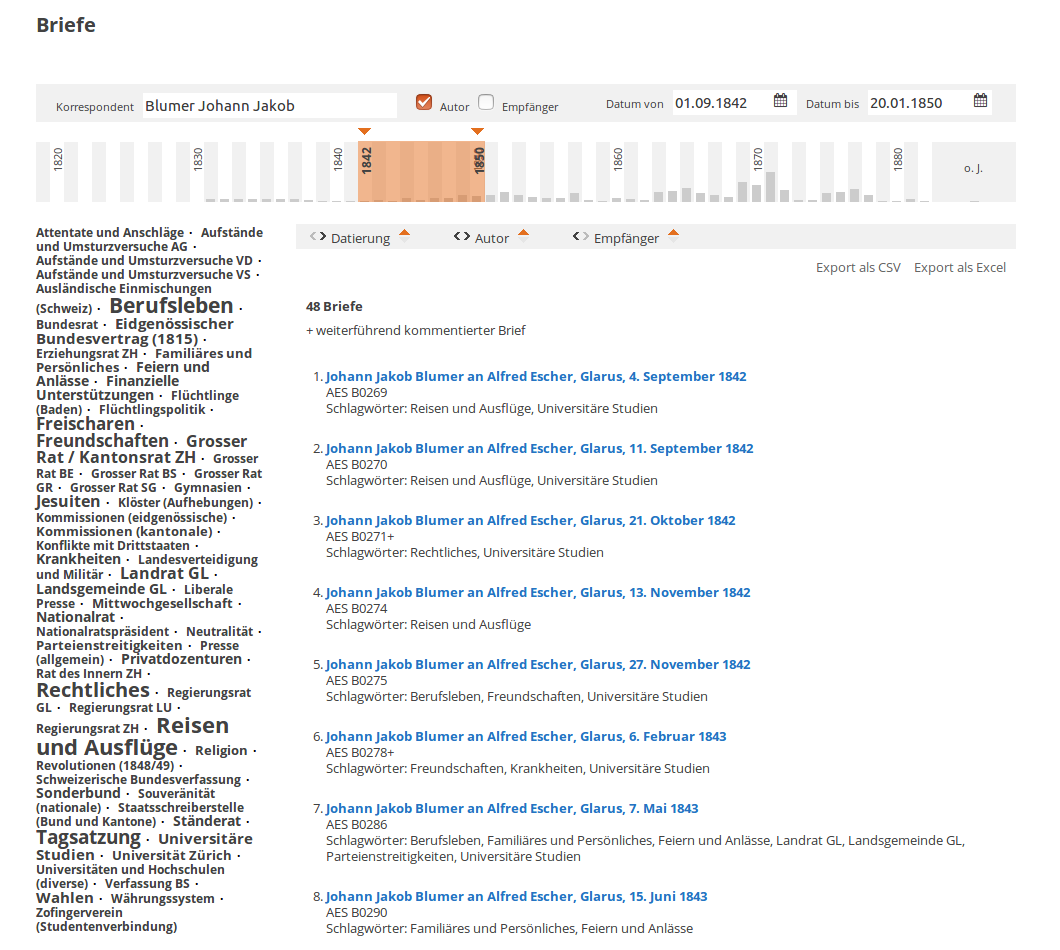 Briefe
Korrespondent Blumer Johann Jakob Autor Empfänger Datum von 01.09.1842 Datum bis 20.01.1850
1820 1830 1840 1842 1850 1860 1870 1880 o. J.
Attentate und Anschläge · Aufstände
und Umsturzversuche AG ·
Aufstände und Umsturzversuche VD ·
Aufstände und Umsturzversuche VS ·
Ausländische Einmischungen
(Schweiz) · Berufsleben ·
Bundesrat · Eidgenössischer
Bundesvertrag (1815) ·
Erziehungsrat ZH · Familiäres und
Persönliches · Feiern und
Anlässe · Finanzielle
Unterstützungen · Flüchtlinge
(Baden) · Flüchtlingspolitik ·
Freischaren ·
Freundschaften · Grosser
Rat / Kantonsrat ZH · Grosser
Rat BE · Grosser Rat BS · Grosser Rat
GR · Grosser Rat SG · Gymnasien ·
Jesuiten · Klöster (Aufhebungen) ·
Kommissionen (eidgenössische) ·
Kommissionen (kantonale) ·
Konflikte mit Drittstaaten ·
Krankheiten · Landesverteidigung
und Militär · Landrat GL ·
Landsgemeinde GL · Liberale
Presse · Mittwochgesellschaft ·
Nationalrat ·
Nationalratspräsident · Neutralität ·
Parteienstreitigkeiten · Presse
(allgemein) · Privatdozenturen ·
Rat des Innern ZH ·
Rechtliches · Regierungsrat
GL · Regierungsrat LU ·
Regierungsrat ZH · Reisen
und Ausflüge · Religion ·
Revolutionen (1848/49) ·
Schweizerische Bundesverfassung ·
Sonderbund · Souveränität
(nationale) · Staatsschreiberstelle
(Bund und Kantone) · Ständerat ·
Tagsatzung · Universitäre
Studien · Universität Zürich ·
Universitäten und Hochschulen
(diverse) · Verfassung BS ·
Wahlen · Währungssystem ·
Zofingerverein
(Studentenverbindung)
<> Datierung <> Autor <> Empfänger
Export als CSV Export als Excel
48 Briefe
+ weiterführend kommentierter Brief
1. Johann Jakob Blumer an Alfred Escher, Glarus, 4. September 1842
AES B0269
Schlagwörter: Reisen und Ausflüge, Universitäre Studien
2. Johann Jakob Blumer an Alfred Escher, Glarus, 11. September 1842
AES B0270
Schlagwörter: Reisen und Ausflüge, Universitäre Studien
3. Johann Jakob Blumer an Alfred Escher, Glarus, 21. Oktober 1842
AES B0271+
Schlagwörter: Rechtliches, Universitäre Studien
4. Johann Jakob Blumer an Alfred Escher, Glarus, 13. November 1842
AES B0274
Schlagwörter: Reisen und Ausflüge
5. Johann Jakob Blumer an Alfred Escher, Glarus, 27. November 1842
AES B0275
Schlagwörter: Berufsleben, Freundschaften, Universitäre Studien
6. Johann Jakob Blumer an Alfred Escher, Glarus, 6. Februar 1843
AES B0278+
Schlagwörter: Freundschaften, Krankheiten, Universitäre Studien
7. Johann Jakob Blumer an Alfred Escher, Glarus, 7. Mai 1843
AES B0286
Schlagwörter: Berufsleben, Familiäres und Persönliches, Feiern und Anlässe, Landrat GL, Landsgemeinde GL,
Parteienstreitigkeiten, Universitäre Studien
8. Johann Jakob Blumer an Alfred Escher, Glarus, 15. Juni 1843
AES B0290
Schlagwörter: Familiäres und Persönliches, Feiern und Anlässe